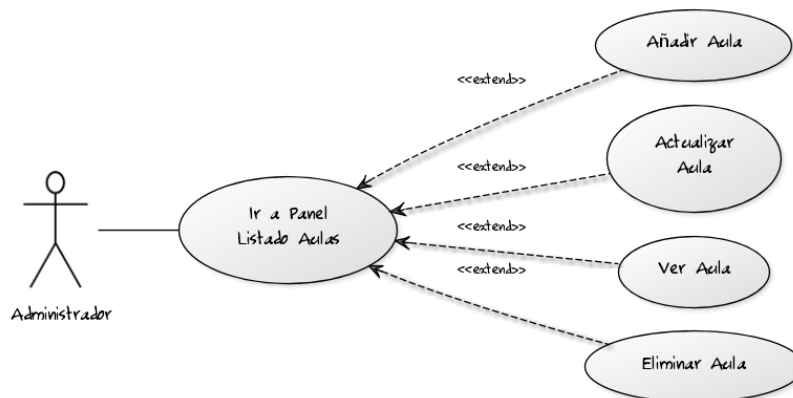 Añadir Aula
<<extend>>
Actualizar
Aula
<<extend>>
Ir a Panel
Listado Aulas
<<extend>>
Ver Aula
<<extend>>
Administrador
Eliminar Aula